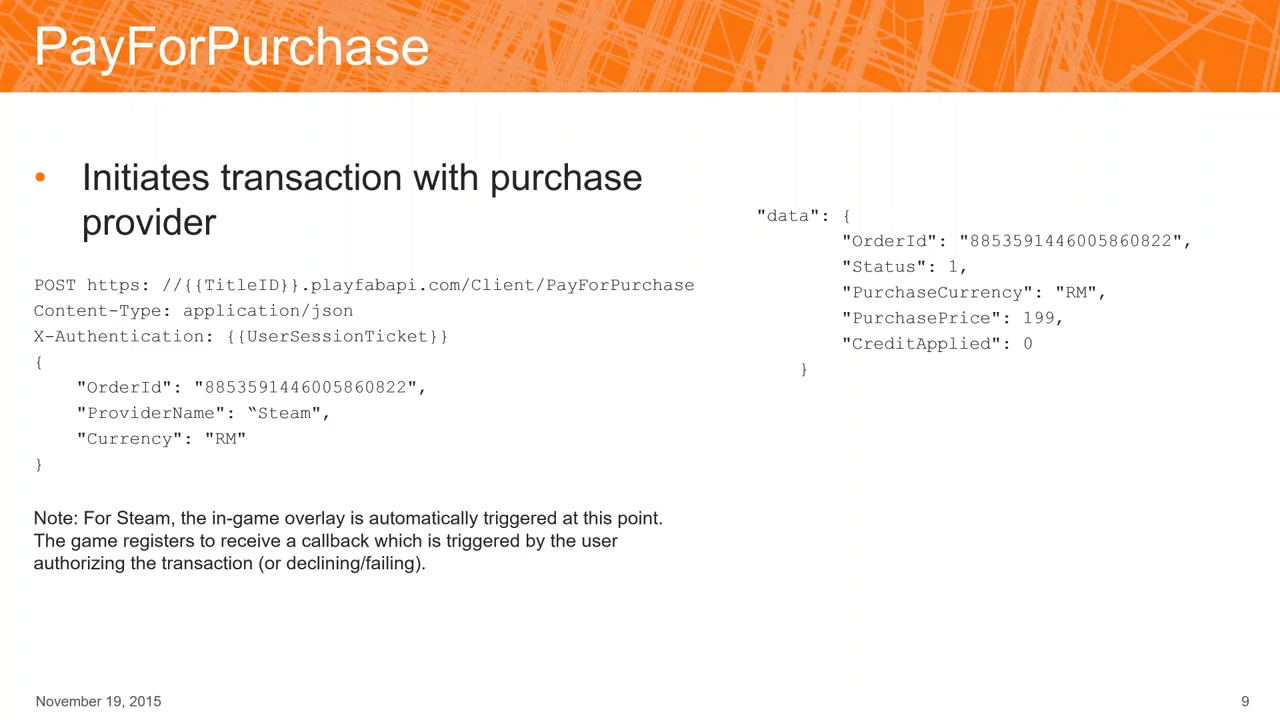 PayForPurchase
• Initiates transaction with purchase
provider
POST https: //{{TitleID}}.playfabapi.com/Client/PayForPurchase
Content-Type: application/json
X-Authentication: {{UserSessionTicket}}
{
"OrderId": "8853591446005860822",
"ProviderName": “Steam",
"Currency": "RM"
}
Note: For Steam, the in-game overlay is automatically triggered at this point.
The game registers to receive a callback which is triggered by the user
authorizing the transaction (or declining/failing).
"data": {
"OrderId": "8853591446005860822",
"Status": 1,
"PurchaseCurrency": "RM",
"PurchasePrice": 199,
"CreditApplied": 0
}
November 19, 2015
9